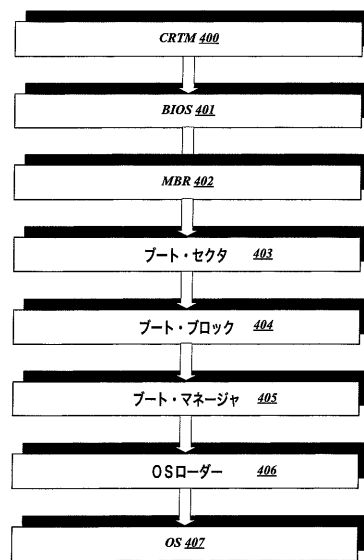 CRTM 400
BIOS 401
MBR 402
ブート・セクタ 403
ブート・ブロック 404
ブート・マネージャ 405
OSローダー 406
OS 407